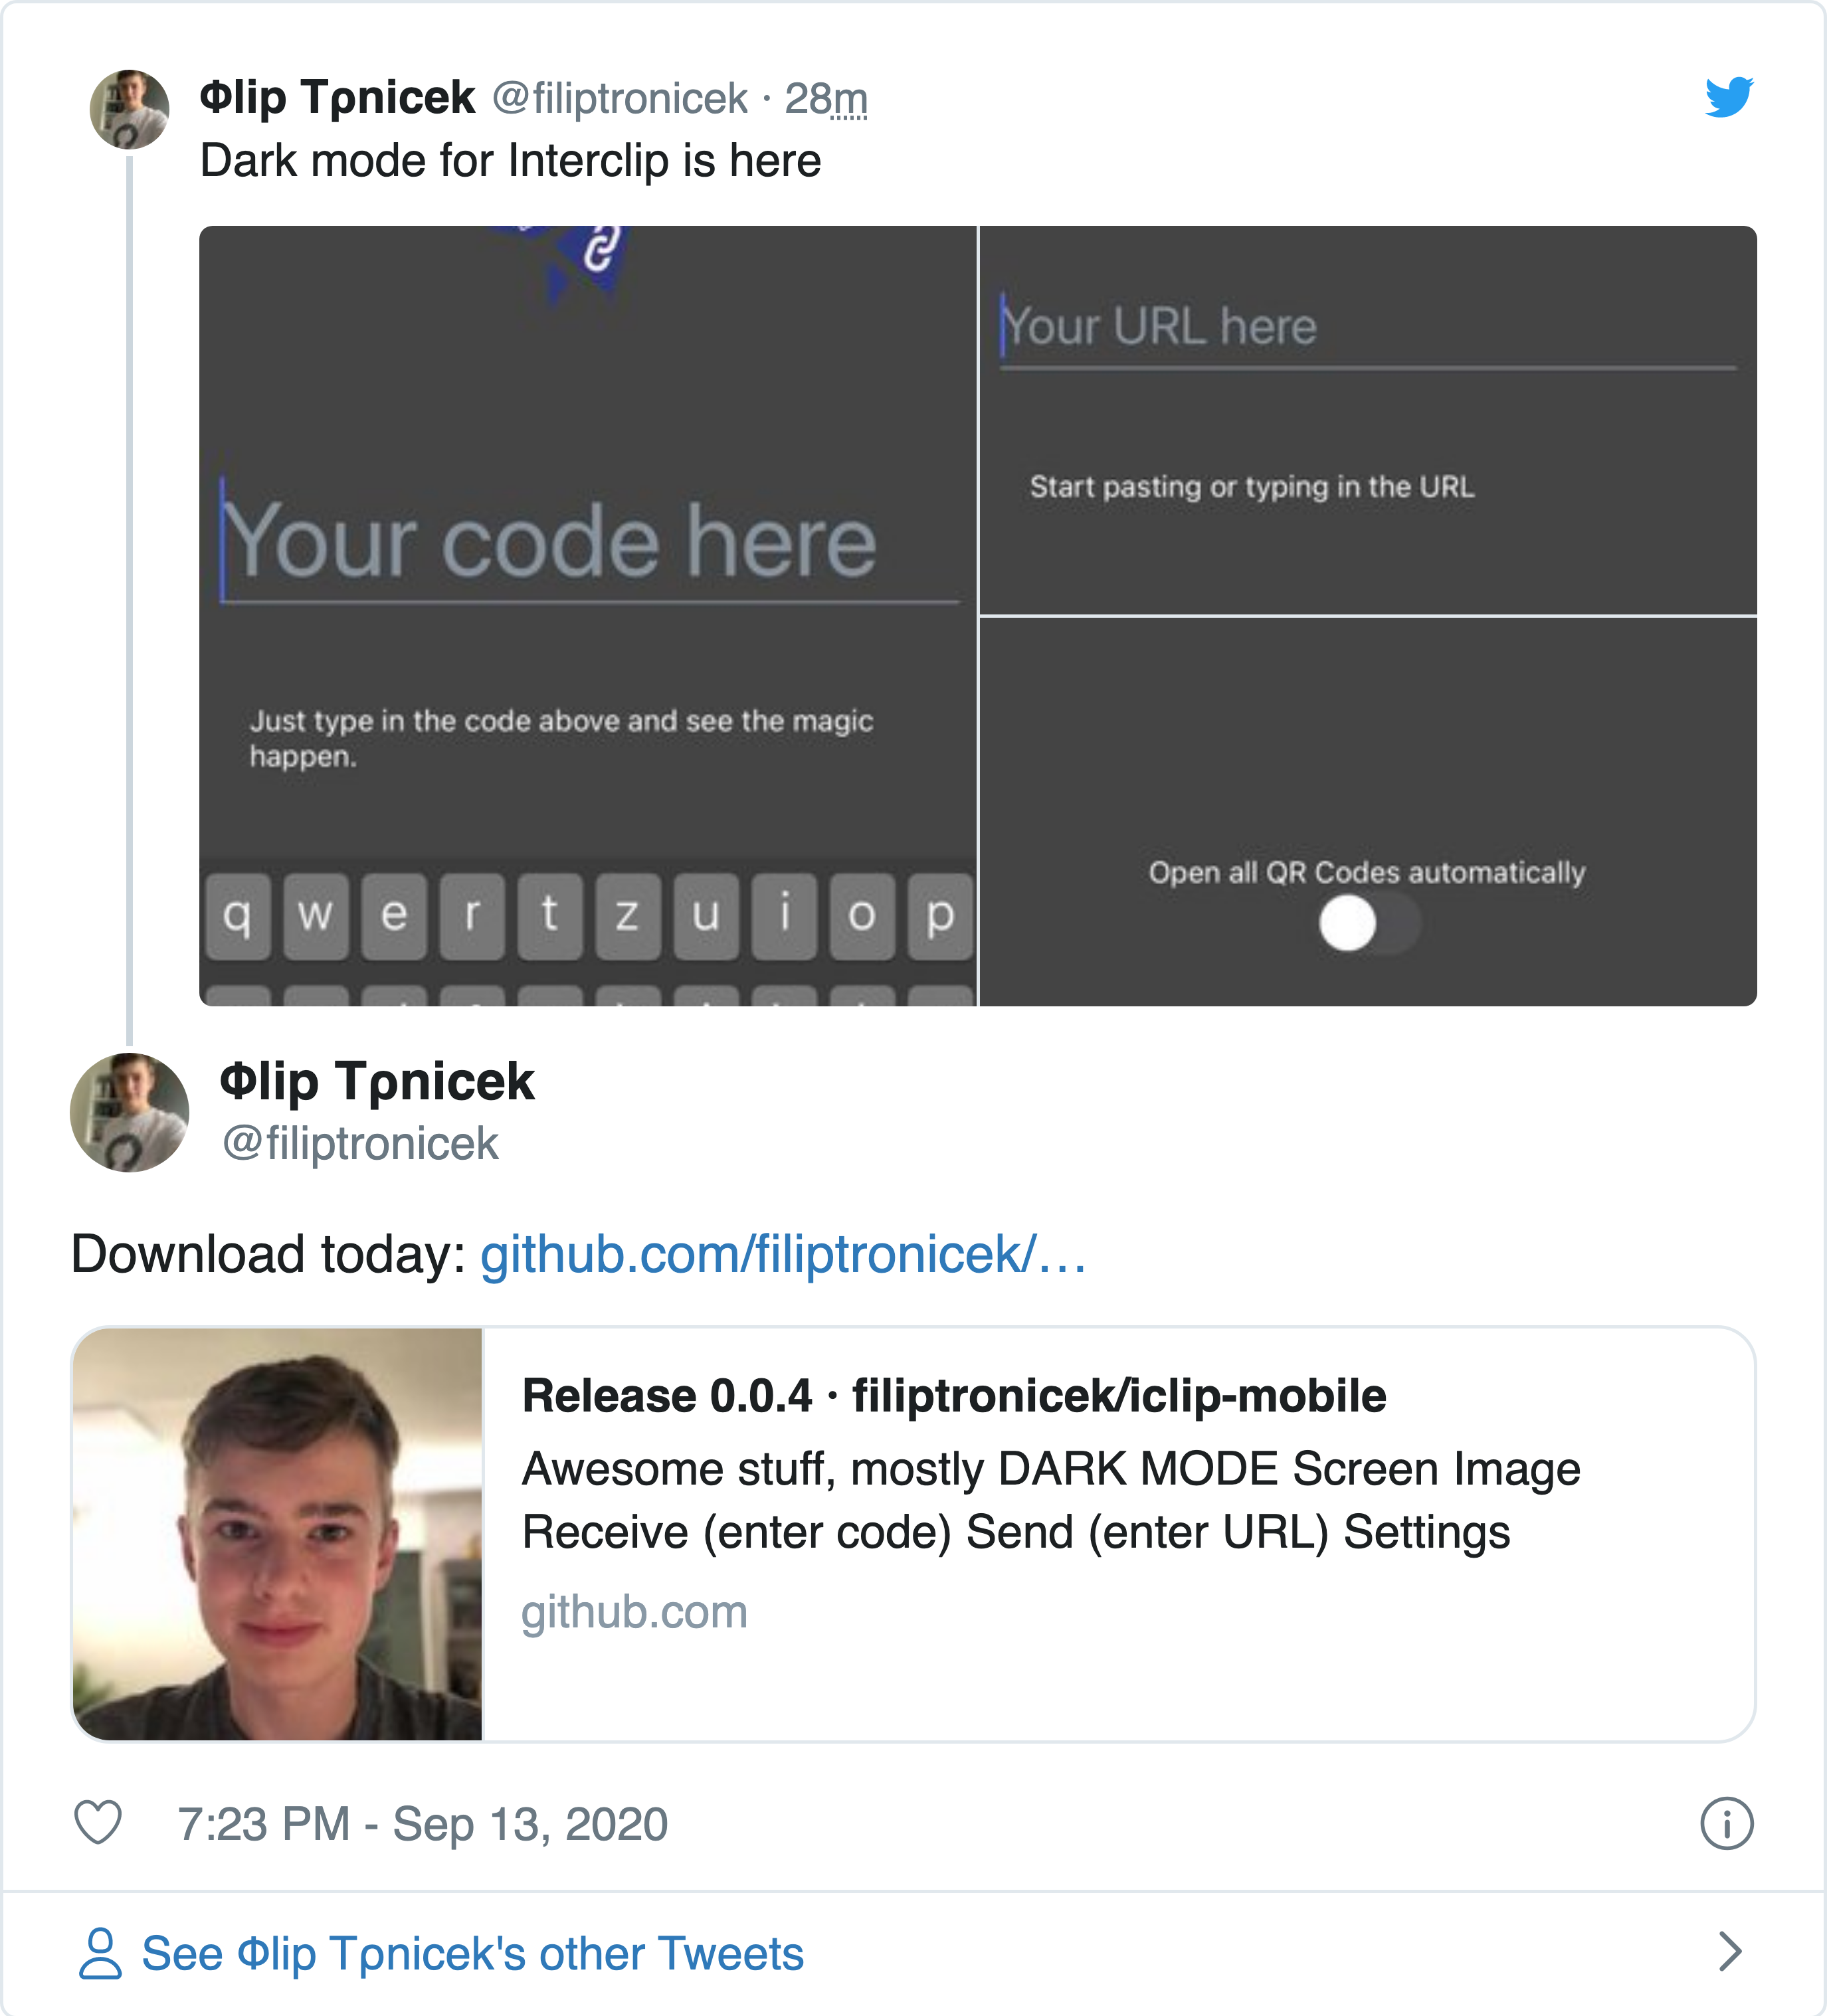 Φlip Tρnicek @filiptronicek · 28m
Dark mode for Interclip is here
Your code here
Just type in the code above and see the magic
happen.
q w e r t z u i o p
Your URL here
Start pasting or typing in the URL
Open all QR Codes automatically
Φlip Tρnicek
@filiptronicek
Download today: github.com/filiptronicek/…
Release 0.0.4 · filiptronicek/iclip-mobile
Awesome stuff, mostly DARK MODE Screen Image
Receive (enter code) Send (enter URL) Settings
github.com
7:23 PM - Sep 13, 2020
See Φlip Tρnicek's other Tweets